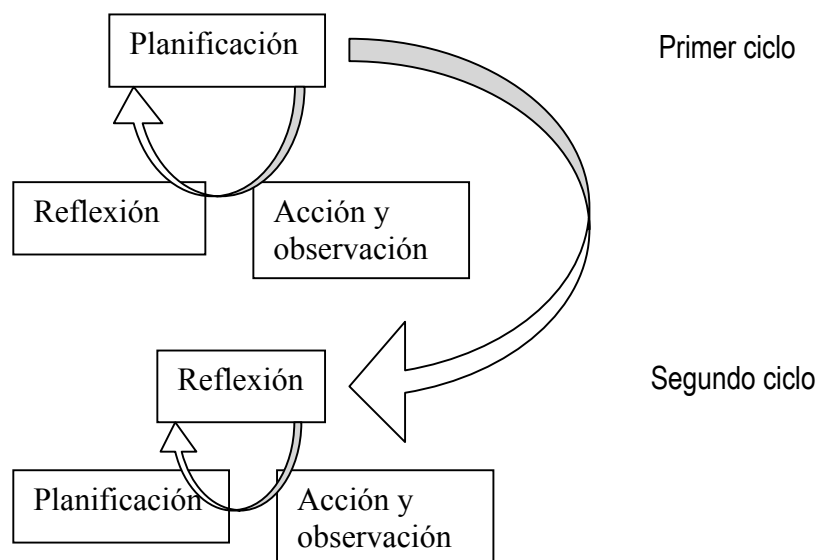 Planificación
Primer ciclo
Reflexión
Acción y
observación
Reflexión
Segundo ciclo
Planificación
Acción y
observación